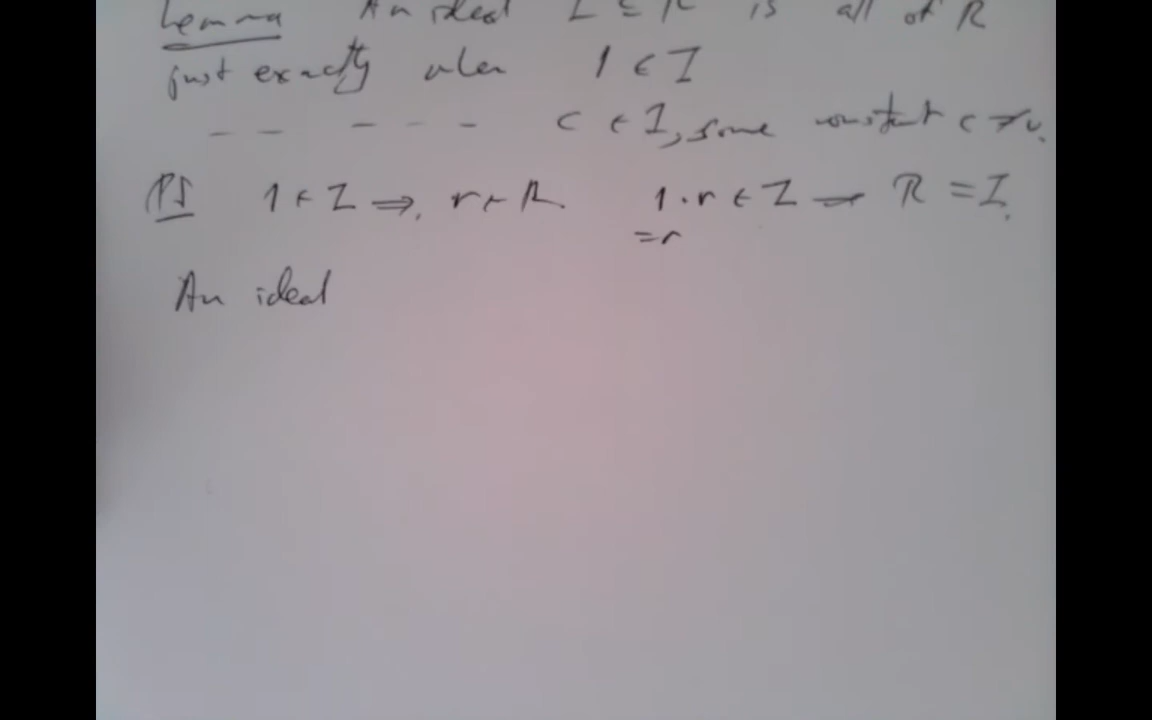 Lemma An ideal I ⊆ R is all of R
just exactly when 1 ∈ I
-- -- -- - - - c ∈ I, some constant c ≠ 0.
Pf 1 ∈ I ⇒, r ∈ R. 1·r ∈ I — R = I.
= r
An ideal